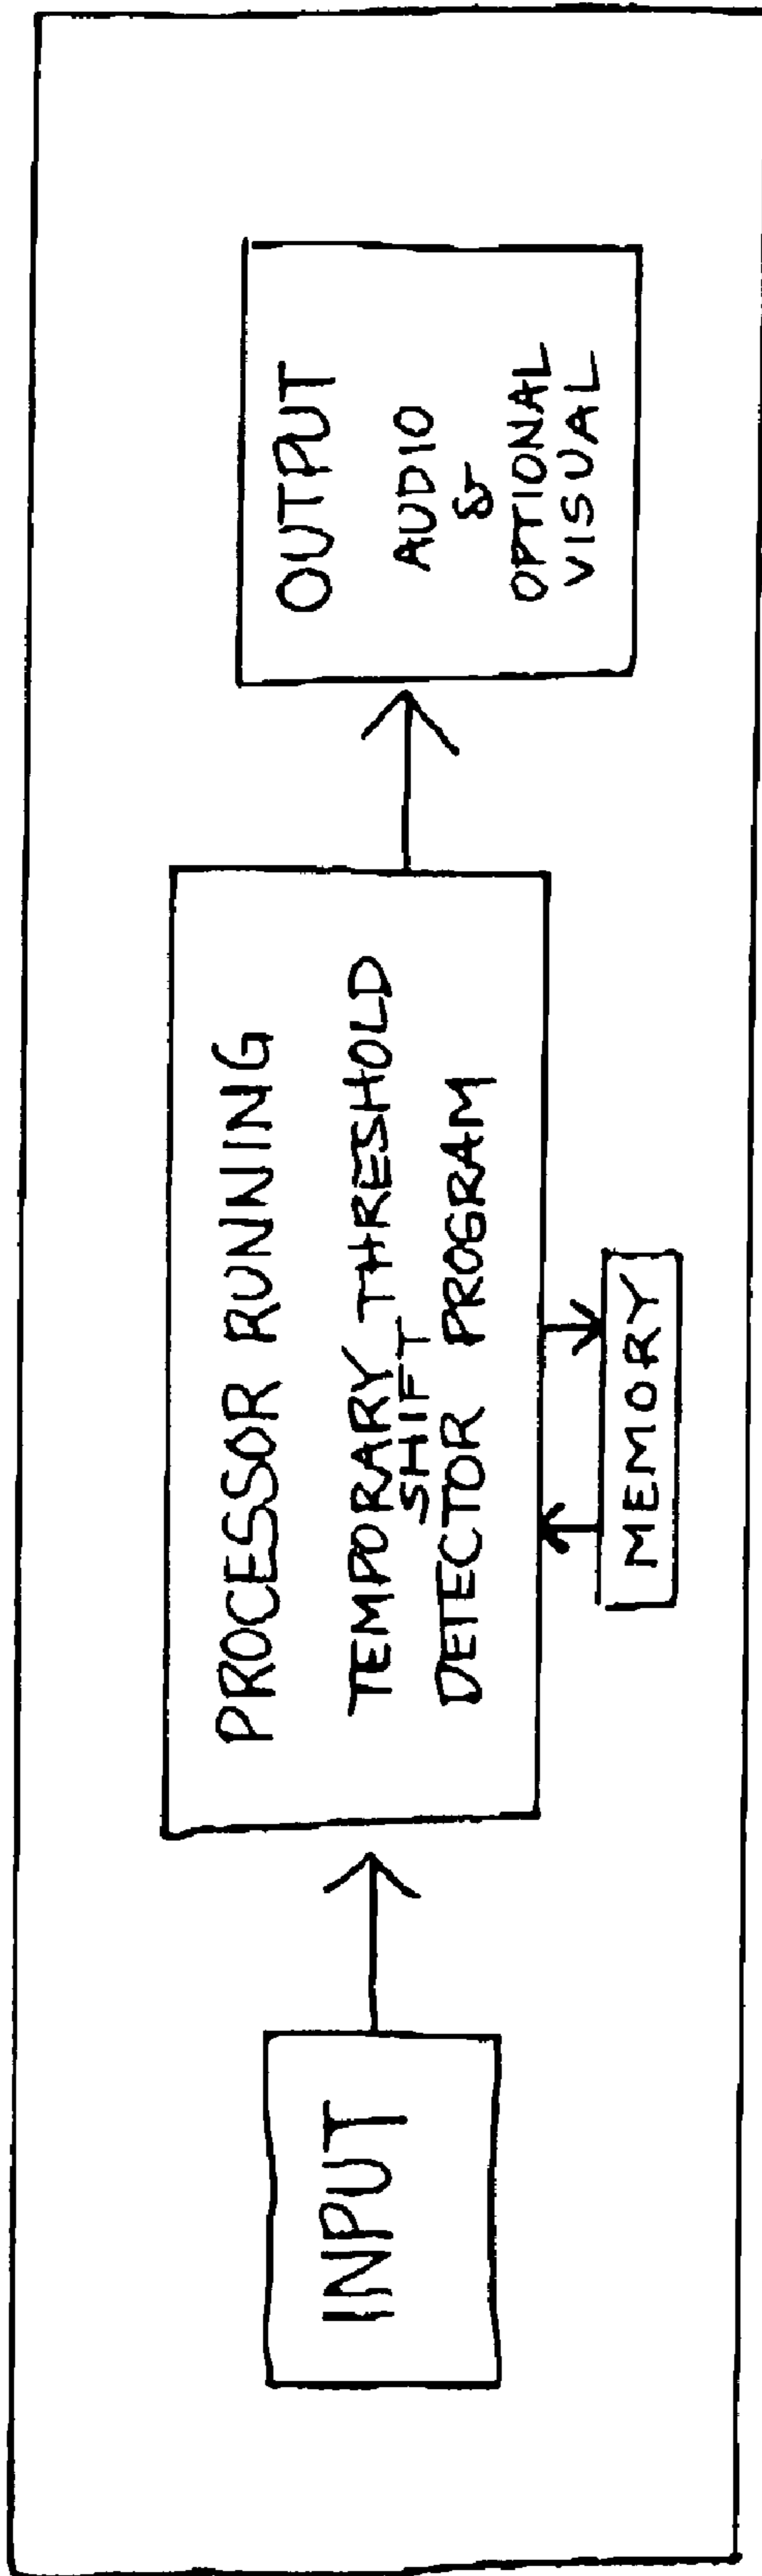 INPUT
PROCESSOR RUNNING
TEMPORARY THRESHOLD
SHIFT
DETECTOR PROGRAM
MEMORY
OUTPUT
AUDIO
&
OPTIONAL
VISUAL